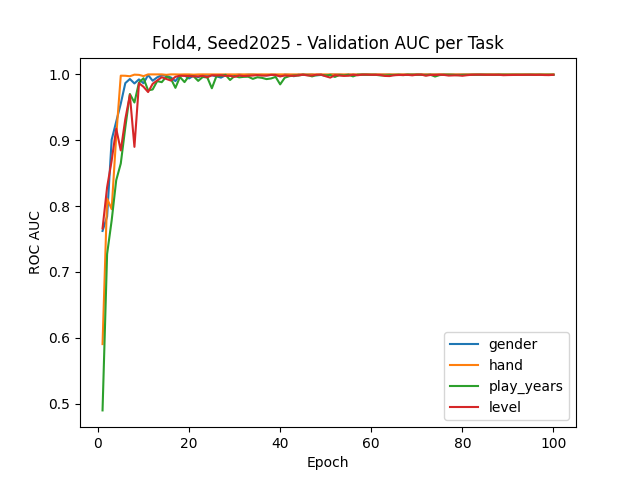 Fold4, Seed2025 - Validation AUC per Task
ROC AUC
1.0
0.9
0.8
0.7
0.6
0.5
0
20
40
60
80
100
Epoch
gender
hand
play_years
level